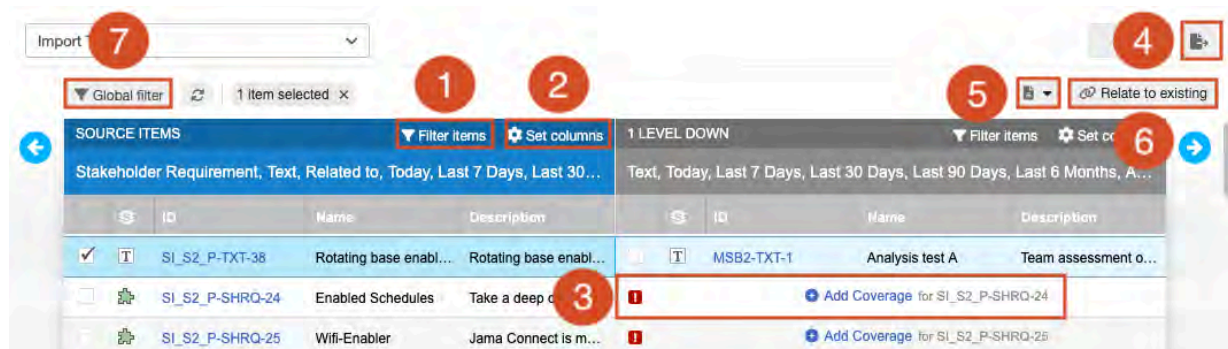 Import T
7
4
Global filter
1 item selected ×
1
2
5
Relate to existing
SOURCE ITEMS
Filter items
Set columns
1 LEVEL DOWN
Filter items
Set co
6
Stakeholder Requirement, Text, Related to, Today, Last 7 Days, Last 30...
Text, Today, Last 7 Days, Last 30 Days, Last 90 Days, Last 6 Months, A...
ID Name Description
ID Name Description
T SI_S2_P-TXT-38 Rotating base enabl... Rotating base enabl...
T MSB2-TXT-1 Analysis test A Team assessment o...
SI_S2_P-SHRQ-24 Enabled Schedules Take a deep
3
Add Coverage for SI_S2_P-SHRQ-24
SI_S2_P-SHRQ-25 Wifi-Enabler Jama Connect is m...
Add Coverage for SI_S2_P-SHRQ-25